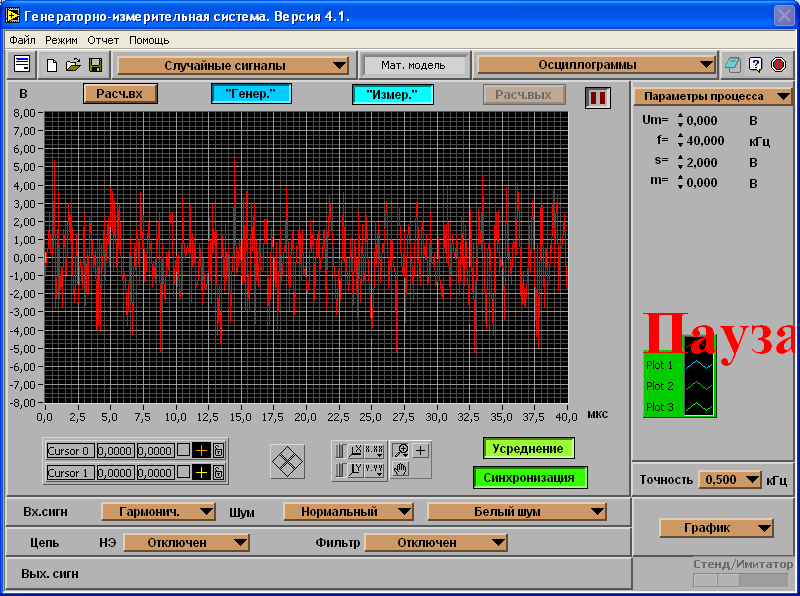 Генераторно-измерительная система. Версия 4.1.
Файл Режим Отчет Помощь
Случайные сигналы Мат. модель Осциллограммы
В Расч.вх "Генер." "Измер." Расч.вых
Параметры процесса
Um= 0,000 В
f= 40,000 кГц
s= 2,000 В
m= 0,000 В
8,00
7,00
6,00
5,00
4,00
3,00
2,00
1,00
0,00
-1,00
-2,00
-3,00
-4,00
-5,00
-6,00
-7,00
-8,00
0,0 2,5 5,0 7,5 10,0 12,5 15,0 17,5 20,0 22,5 25,0 27,5 30,0 32,5 35,0 37,5 40,0 мкс
Пауза
Plot 1
Plot 2
Plot 3
Cursor 0 0,0000 0,0000
Cursor 1 0,0000 0,0000
X X.XX
Y Y.YY
Усреднение
Синхронизация
Точность 0,500 кГц
Вх.сигн Гармонич. Шум Нормальный Белый шум
График
Цепь НЭ Отключен Фильтр Отключен
Стенд/Имитатор
Вых. сигн